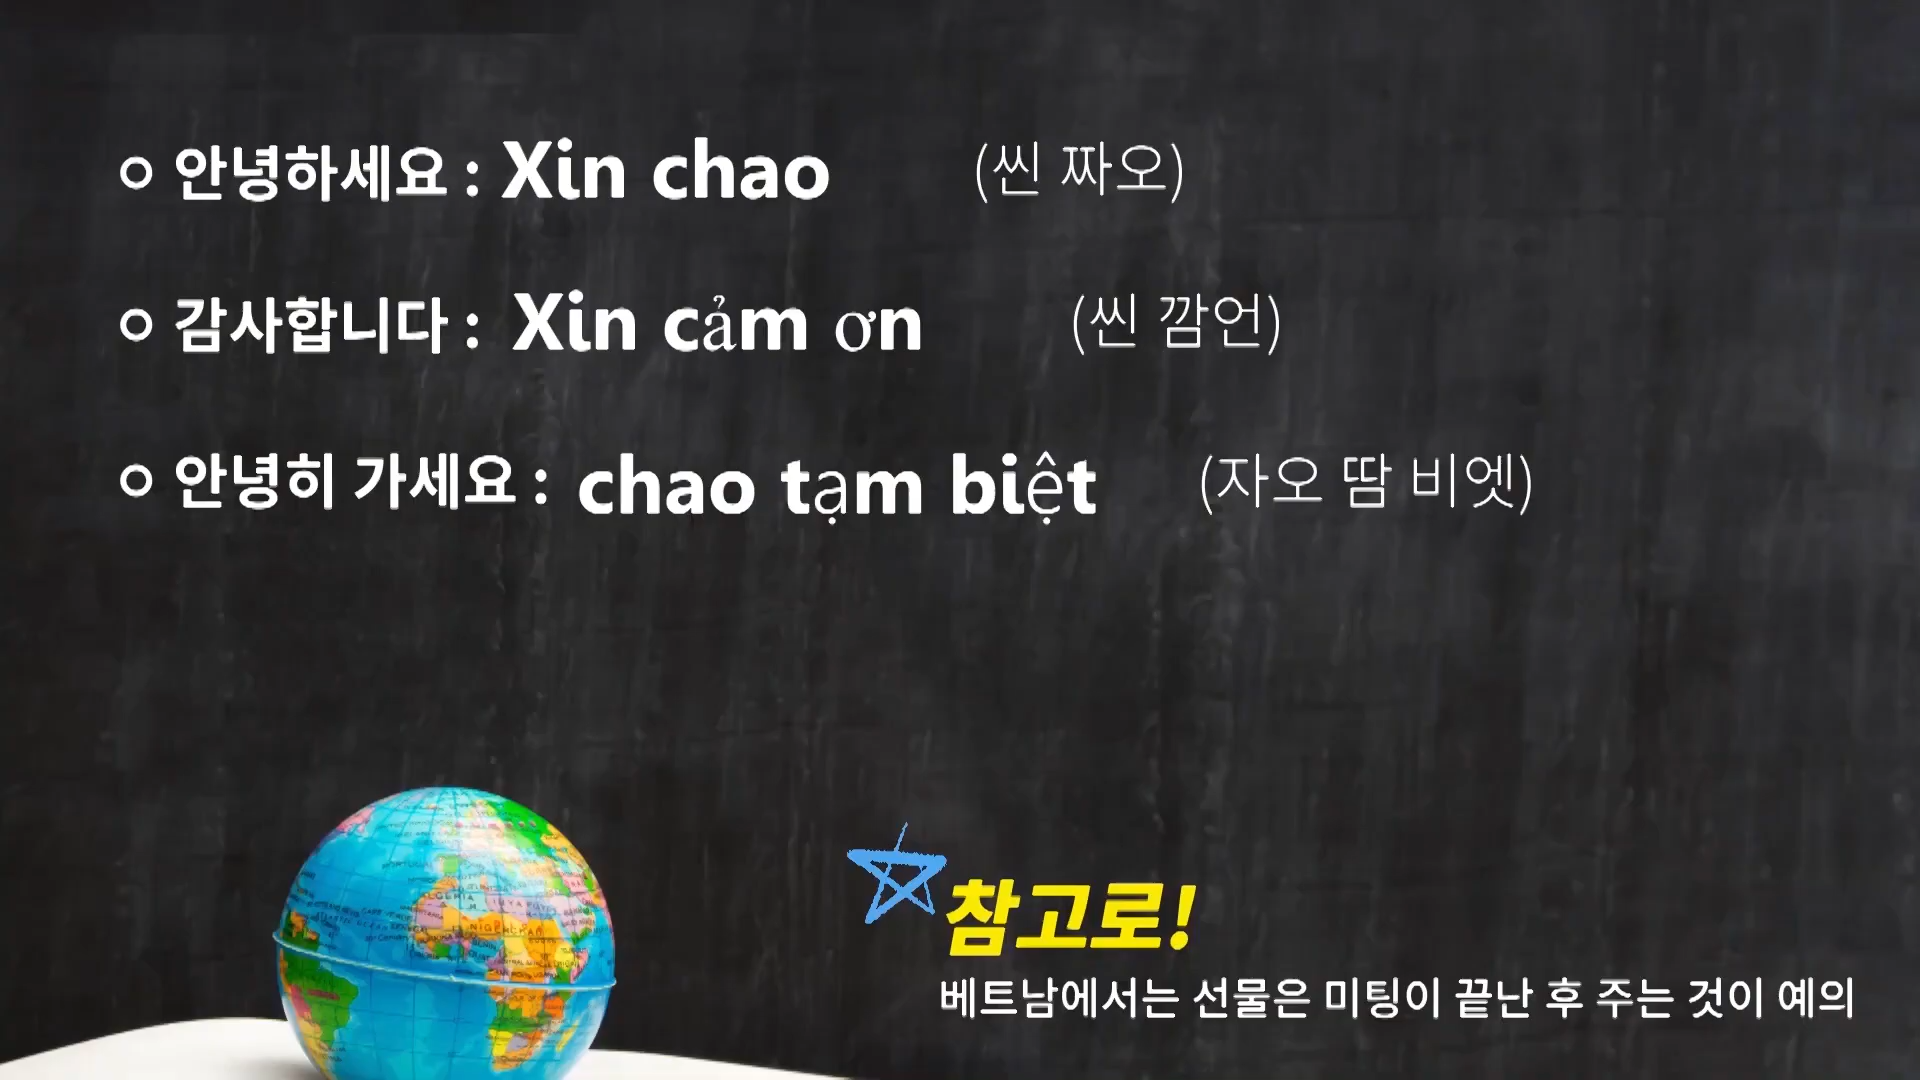 ㅇ 안녕하세요 : Xin chao (씬 짜오)
ㅇ 감사합니다 : Xin cảm ơn (씬 깜언)
ㅇ 안녕히 가세요 : chao tạm biệt (자오 땀 비엣)
참고로!
베트남에서는 선물은 미팅이 끝난 후 주는 것이 예의